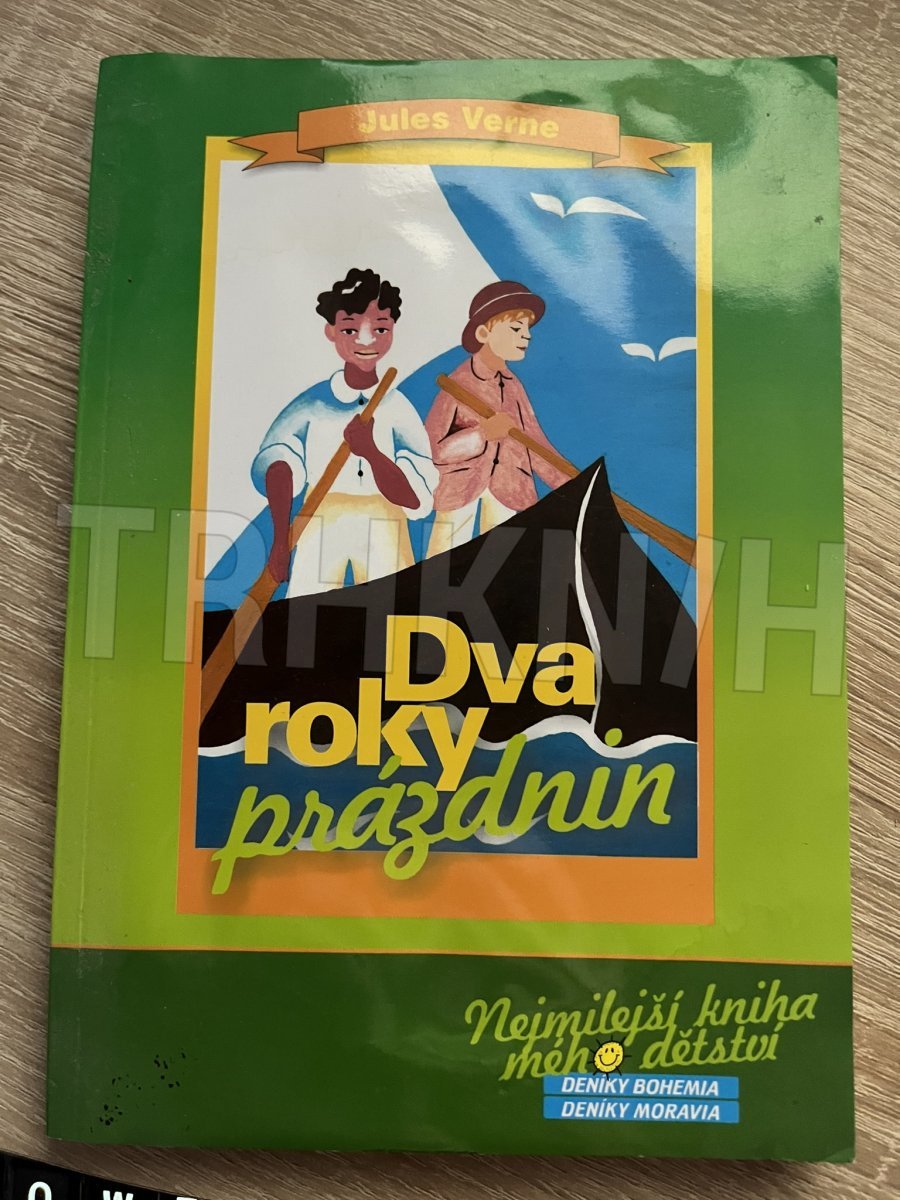 Jules Verne
TRHKNIH
Dva
roky
prázdnin
Nejmilejší kniha
mého dětství
DENÍKY BOHEMIA
DENÍKY MORAVIA